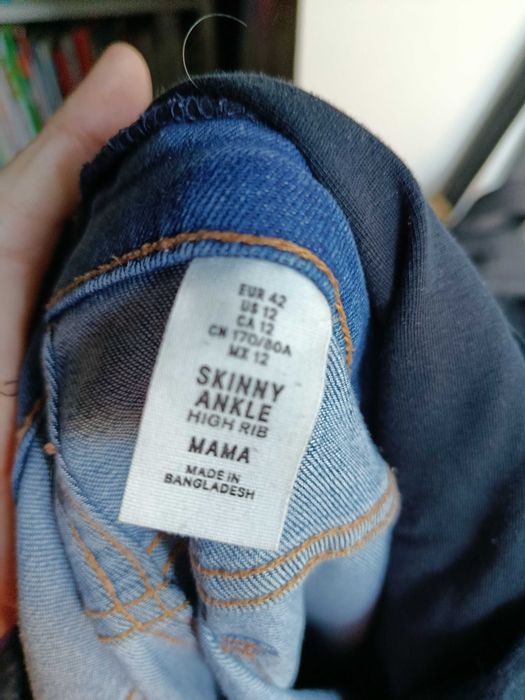 EUR 42
US 12
CA 12
CN 170/80A
MX 12
SKINNY
ANKLE
HIGH RIB
MAMA
MADE IN
BANGLADESH